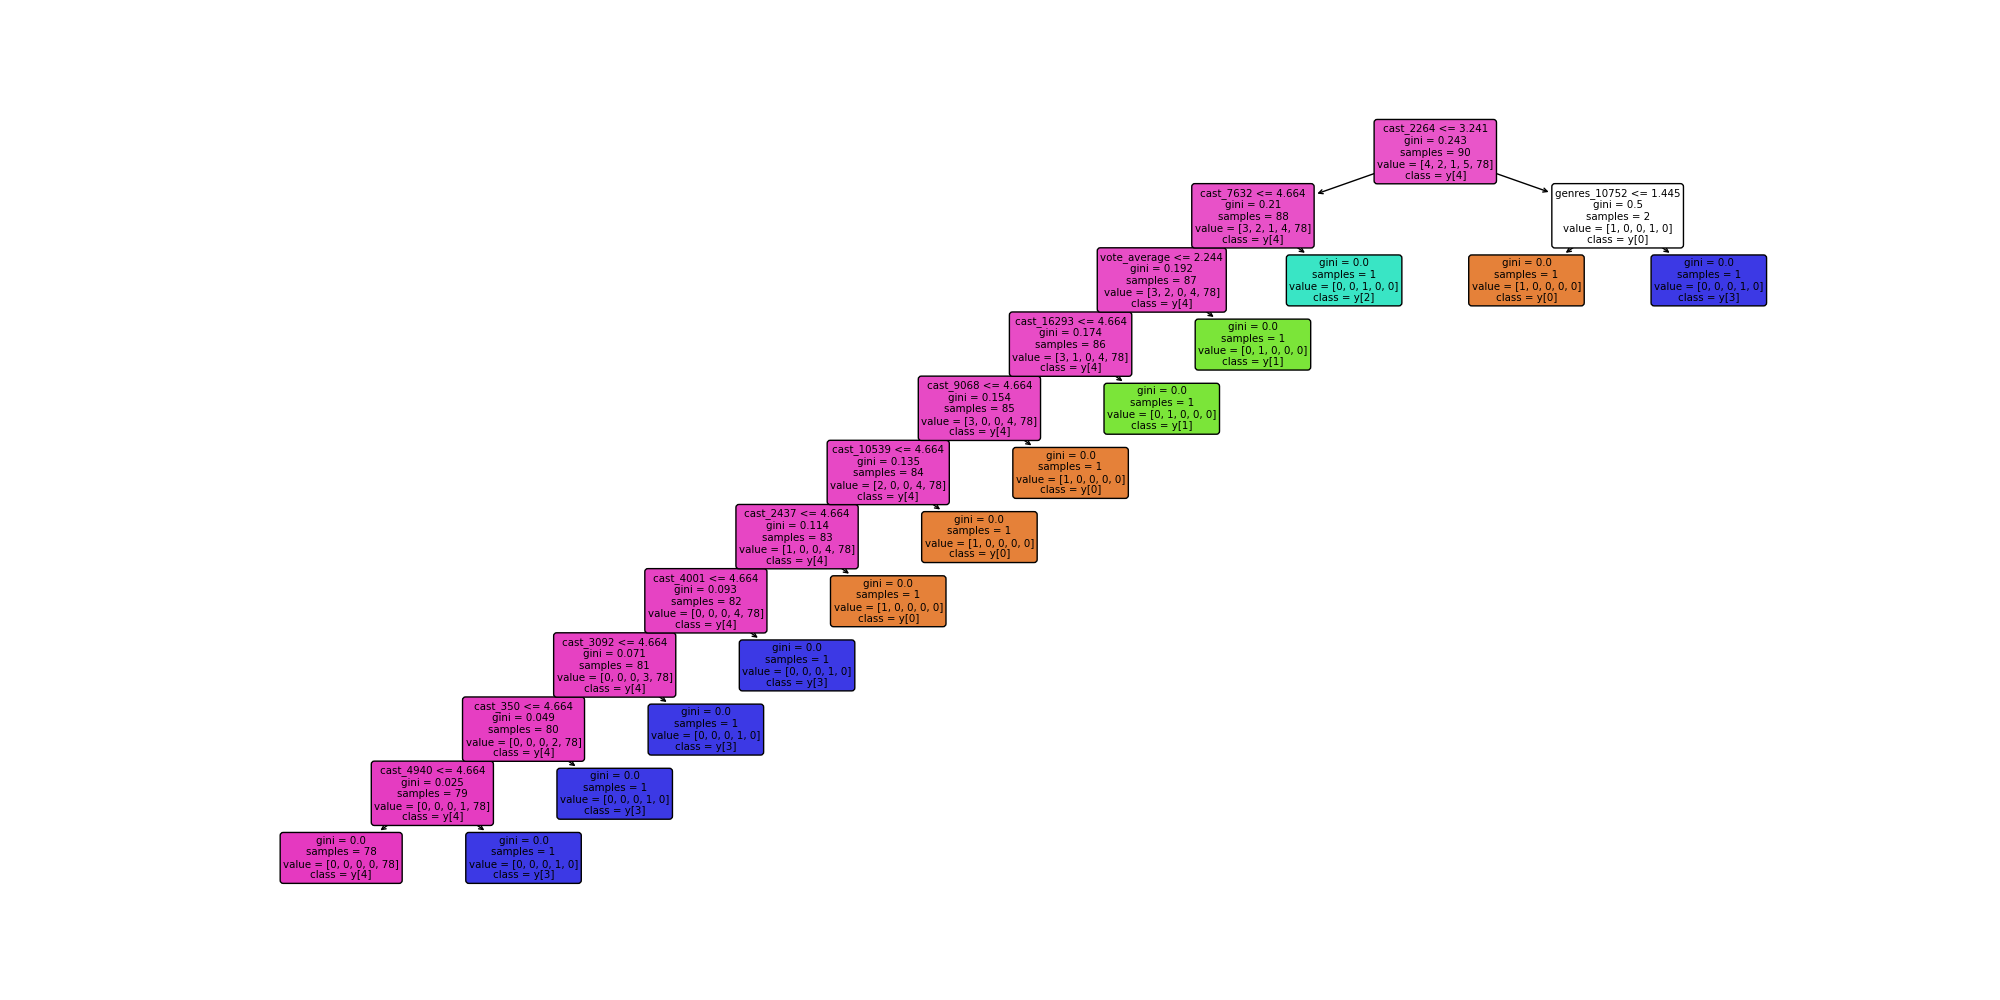 cast_2264 <= 3.241
gini = 0.243
samples = 90
value = [4, 2, 1, 5, 78]
class = y[4]
cast_7632 <= 4.664
gini = 0.21
samples = 88
value = [3, 2, 1, 4, 78]
class = y[4]
genres_10752 <= 1.445
gini = 0.5
samples = 2
value = [1, 0, 0, 1, 0]
class = y[0]
vote_average <= 2.244
gini = 0.192
samples = 87
value = [3, 2, 0, 4, 78]
class = y[4]
gini = 0.0
samples = 1
value = [0, 0, 1, 0, 0]
class = y[2]
gini = 0.0
samples = 1
value = [1, 0, 0, 0, 0]
class = y[0]
gini = 0.0
samples = 1
value = [0, 0, 0, 1, 0]
class = y[3]
cast_16293 <= 4.664
gini = 0.174
samples = 86
value = [3, 1, 0, 4, 78]
class = y[4]
gini = 0.0
samples = 1
value = [0, 1, 0, 0, 0]
class = y[1]
cast_9068 <= 4.664
gini = 0.154
samples = 85
value = [3, 0, 0, 4, 78]
class = y[4]
gini = 0.0
samples = 1
value = [0, 1, 0, 0, 0]
class = y[1]
cast_10539 <= 4.664
gini = 0.135
samples = 84
value = [2, 0, 0, 4, 78]
class = y[4]
gini = 0.0
samples = 1
value = [1, 0, 0, 0, 0]
class = y[0]
cast_2437 <= 4.664
gini = 0.114
samples = 83
value = [1, 0, 0, 4, 78]
class = y[4]
gini = 0.0
samples = 1
value = [1, 0, 0, 0, 0]
class = y[0]
cast_4001 <= 4.664
gini = 0.093
samples = 82
value = [0, 0, 0, 4, 78]
class = y[4]
gini = 0.0
samples = 1
value = [1, 0, 0, 0, 0]
class = y[0]
cast_3092 <= 4.664
gini = 0.071
samples = 81
value = [0, 0, 0, 3, 78]
class = y[4]
gini = 0.0
samples = 1
value = [0, 0, 0, 1, 0]
class = y[3]
cast_350 <= 4.664
gini = 0.049
samples = 80
value = [0, 0, 0, 2, 78]
class = y[4]
gini = 0.0
samples = 1
value = [0, 0, 0, 1, 0]
class = y[3]
cast_4940 <= 4.664
gini = 0.025
samples = 79
value = [0, 0, 0, 1, 78]
class = y[4]
gini = 0.0
samples = 1
value = [0, 0, 0, 1, 0]
class = y[3]
gini = 0.0
samples = 78
value = [0, 0, 0, 0, 78]
class = y[4]
gini = 0.0
samples = 1
value = [0, 0, 0, 1, 0]
class = y[3]